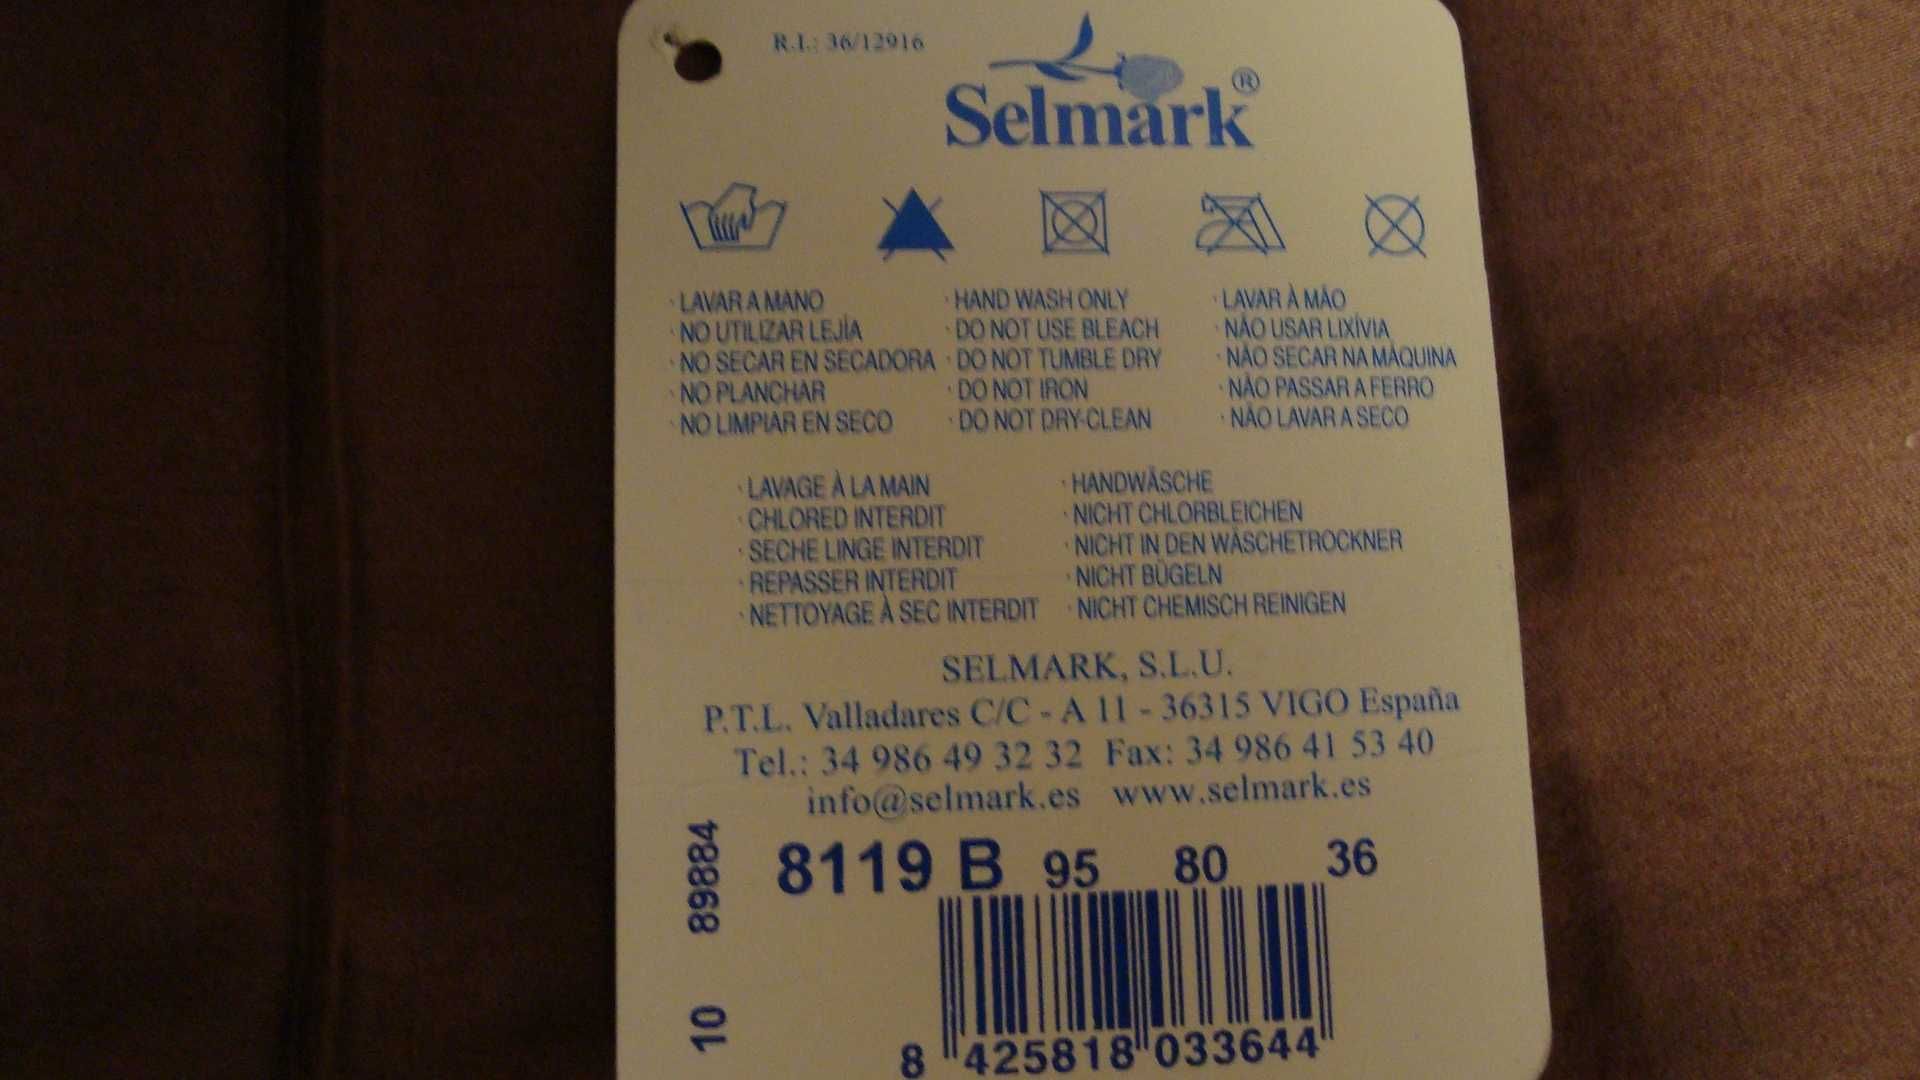 R.I.: 36/12916
Selmark®
· LAVAR A MANO
· NO UTILIZAR LEJÍA
· NO SECAR EN SECADORA
· NO PLANCHAR
· NO LIMPIAR EN SECO
· HAND WASH ONLY
· DO NOT USE BLEACH
· DO NOT TUMBLE DRY
· DO NOT IRON
· DO NOT DRY-CLEAN
· LAVAR À MÃO
· NÃO USAR LIXÍVIA
· NÃO SECAR NA MÁQUINA
· NÃO PASSAR A FERRO
· NÃO LAVAR A SECO
· LAVAGE À LA MAIN
· CHLORED INTERDIT
· SECHE LINGE INTERDIT
· REPASSER INTERDIT
· NETTOYAGE À SEC INTERDIT
· HANDWÄSCHE
· NICHT CHLORBLEICHEN
· NICHT IN DEN WÄSCHETROCKNER
· NICHT BÜGELN
· NICHT CHEMISCH REINIGEN
SELMARK, S.L.U.
P.T.L. Valladares C/C - A 11 - 36315 VIGO España
Tel.: 34 986 49 32 32 Fax: 34 986 41 53 40
info@selmark.es www.selmark.es
10 89884
8119 B 95 80 36
8 425818 033644